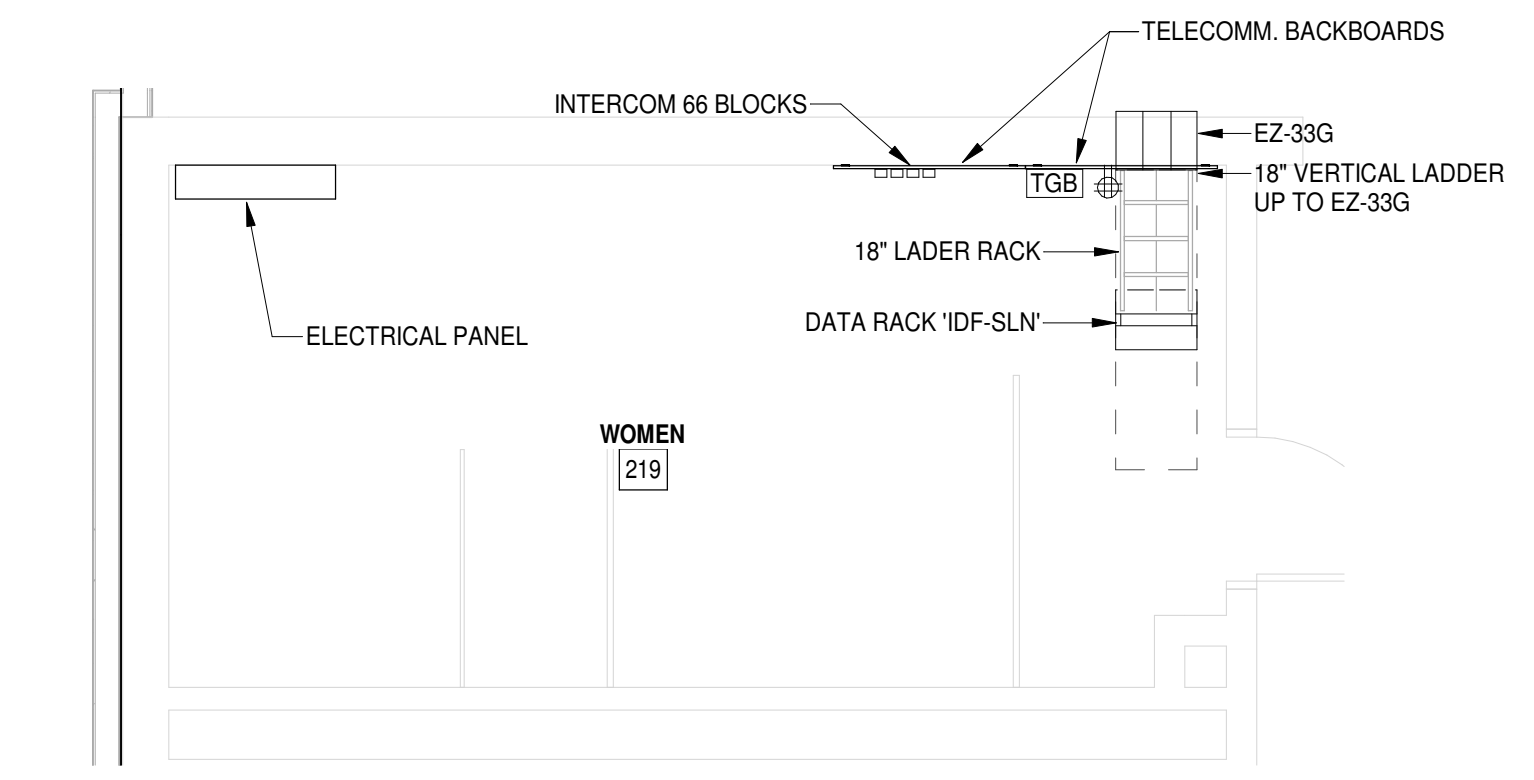 TELECOMM. BACKBOARDS
INTERCOM 66 BLOCKS
EZ-33G
18" VERTICAL LADDER
UP TO EZ-33G
TGB
18" LADER RACK
DATA RACK 'IDF-SLN'
ELECTRICAL PANEL
WOMEN
219